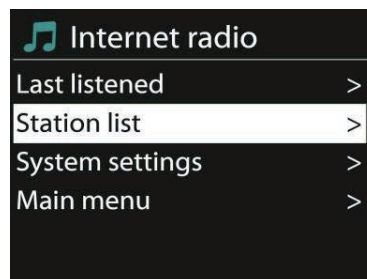 Internet radio
Last listened >
Station list >
System settings >
Main menu >